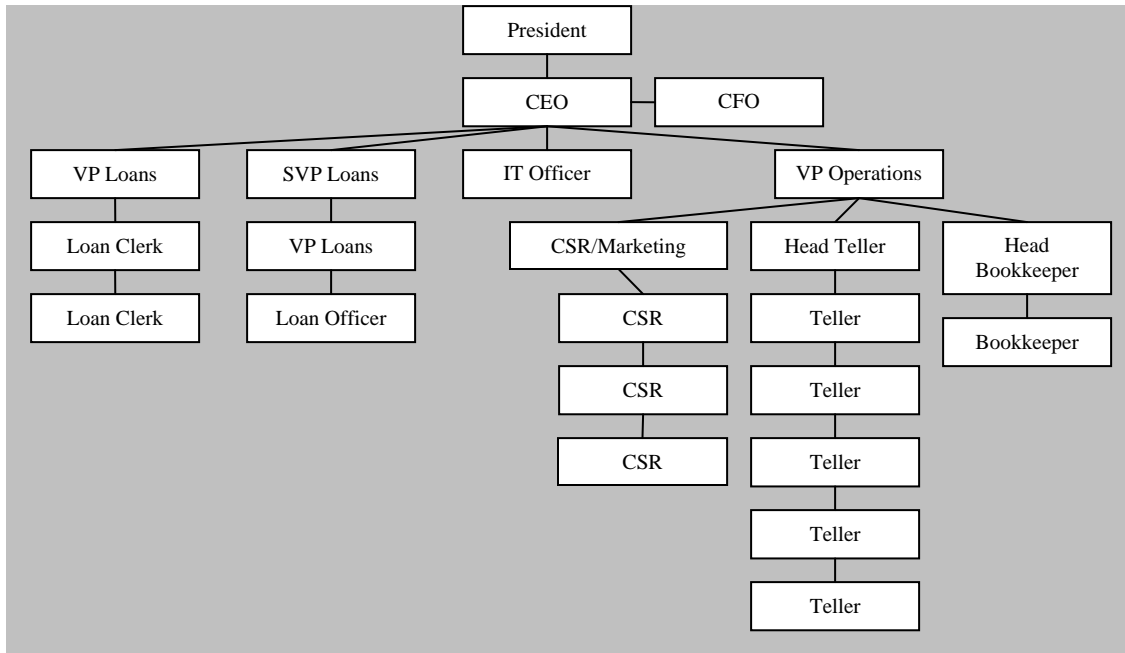 President
CEO
CFO
VP Loans
SVP Loans
IT Officer
VP Operations
Loan Clerk
VP Loans
CSR/Marketing
Head Teller
Head
Bookkeeper
Loan Clerk
Loan Officer
CSR
Teller
Bookkeeper
CSR
Teller
CSR
Teller
Teller
Teller